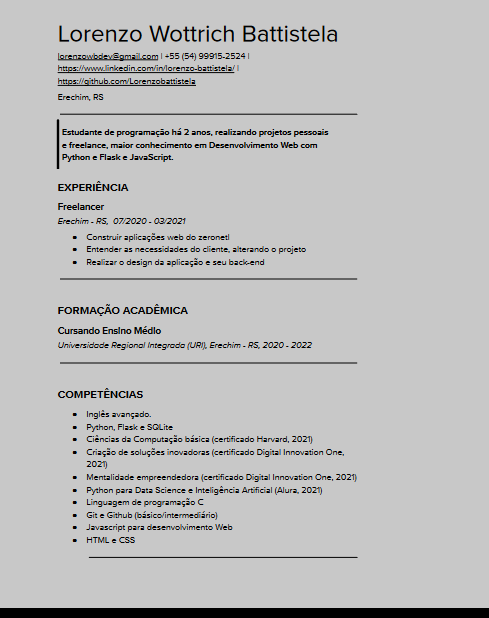 Lorenzo Wottrich Battistela
lorenzowbdev@gmail.com | +55 (54) 99915-2524 |
https://www.linkedin.com/in/lorenzo-battistela/ |
https://github.com/Lorenzobattistela
Erechim, RS
Estudante de programação há 2 anos, realizando projetos pessoais
e freelance, maior conhecimento em Desenvolvimento Web com
Python e Flask e JavaScript.
EXPERIÊNCIA
Freelancer
Erechim - RS, 07/2020 - 03/2021
• Construir aplicações web do zeronetl
• Entender as necessidades do cliente, alterando o projeto
• Realizar o design da aplicação e seu back-end
FORMAÇÃO ACADÊMICA
Cursando Ensino Médio
Universidade Regional Integrada (URI), Erechim - RS, 2020 - 2022
COMPETÊNCIAS
• Inglês avançado.
• Python, Flask e SQLite
• Ciências da Computação básica (certificado Harvard, 2021)
• Criação de soluções inovadoras (certificado Digital Innovation One,
2021)
• Mentalidade empreendedora (certificado Digital Innovation One, 2021)
• Python para Data Science e Inteligência Artificial (Alura, 2021)
• Linguagem de programação C
• Git e Github (básico/intermediário)
• Javascript para desenvolvimento Web
• HTML e CSS